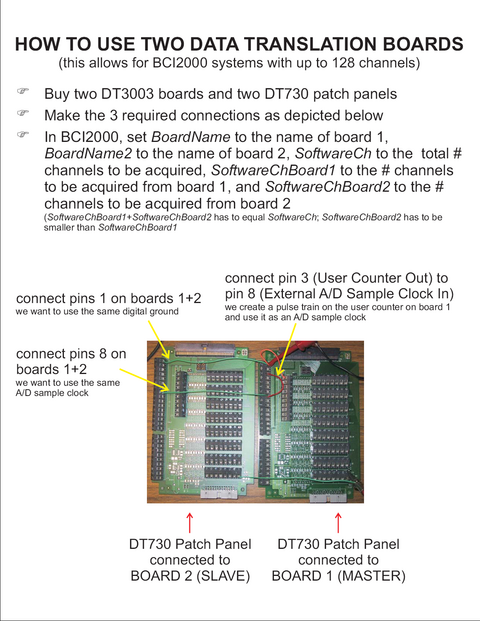 HOW TO USE TWO DATA TRANSLATION BOARDS
(this allows for BCI2000 systems with up to 128 channels)
Buy two DT3003 boards and two DT730 patch panels
Make the 3 required connections as depicted below
In BCI2000, set BoardName to the name of board 1,
BoardName2 to the name of board 2, SoftwareCh to the total #
channels to be acquired, SoftwareChBoard1 to the # channels
to be acquired from board 1, and SoftwareChBoard2 to the #
channels to be acquired from board 2
(SoftwareChBoard1+SoftwareChBoard2 has to equal SoftwareCh; SoftwareChBoard2 has to be
smaller than SoftwareChBoard1
connect pin 3 (User Counter Out) to
pin 8 (External A/D Sample Clock In)
we create a pulse train on the user counter on board 1
and use it as an A/D sample clock
connect pins 1 on boards 1+2
we want to use the same digital ground
connect pins 8 on
boards 1+2
we want to use the same
A/D sample clock
DT730 Patch Panel
connected to
BOARD 2 (SLAVE)
DT730 Patch Panel
connected to
BOARD 1 (MASTER)